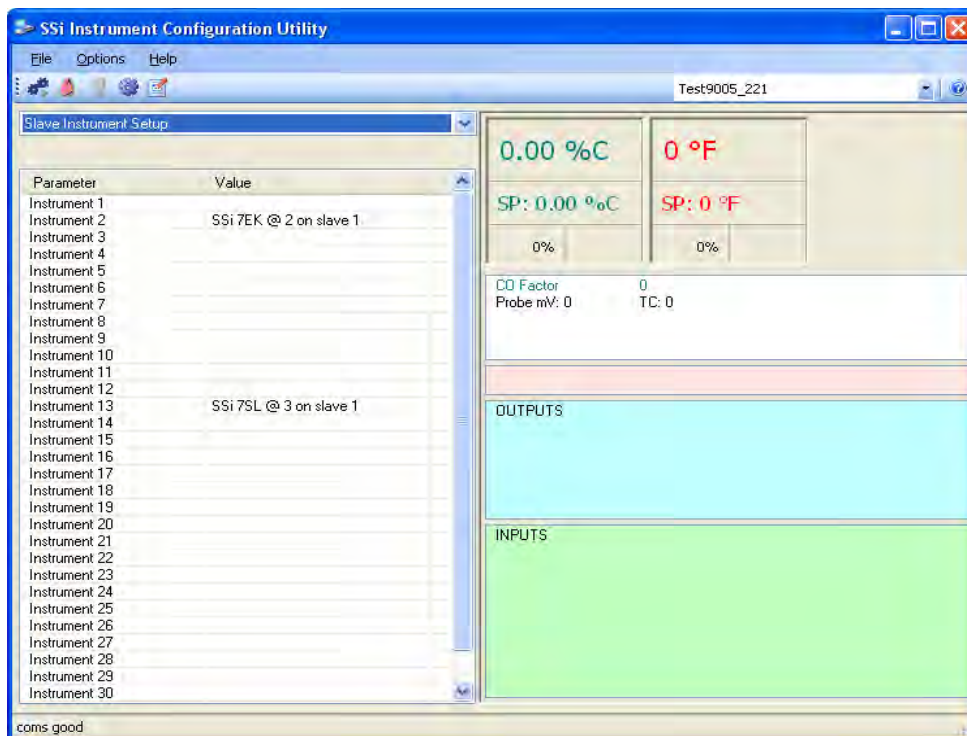 SSi Instrument Configuration Utility
File Options Help
Test9005_221
Slave Instrument Setup
Parameter Value
Instrument 1
Instrument 2 SSi 7EK @ 2 on slave 1
Instrument 3
Instrument 4
Instrument 5
Instrument 6
Instrument 7
Instrument 8
Instrument 9
Instrument 10
Instrument 11
Instrument 12
Instrument 13 SSi 7SL @ 3 on slave 1
Instrument 14
Instrument 15
Instrument 16
Instrument 17
Instrument 18
Instrument 19
Instrument 20
Instrument 21
Instrument 22
Instrument 23
Instrument 24
Instrument 25
Instrument 26
Instrument 27
Instrument 28
Instrument 29
Instrument 30
0.00 %C 0 °F
SP: 0.00 %C SP: 0 °F
0% 0%
CO Factor 0
Probe mV: 0 TC: 0
OUTPUTS
INPUTS
coms good